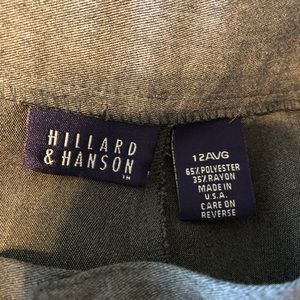 HILLARD
& HANSON
TM
12AVG
65% POLYESTER
35% RAYON
MADE IN
U.S.A.
CARE ON
REVERSE